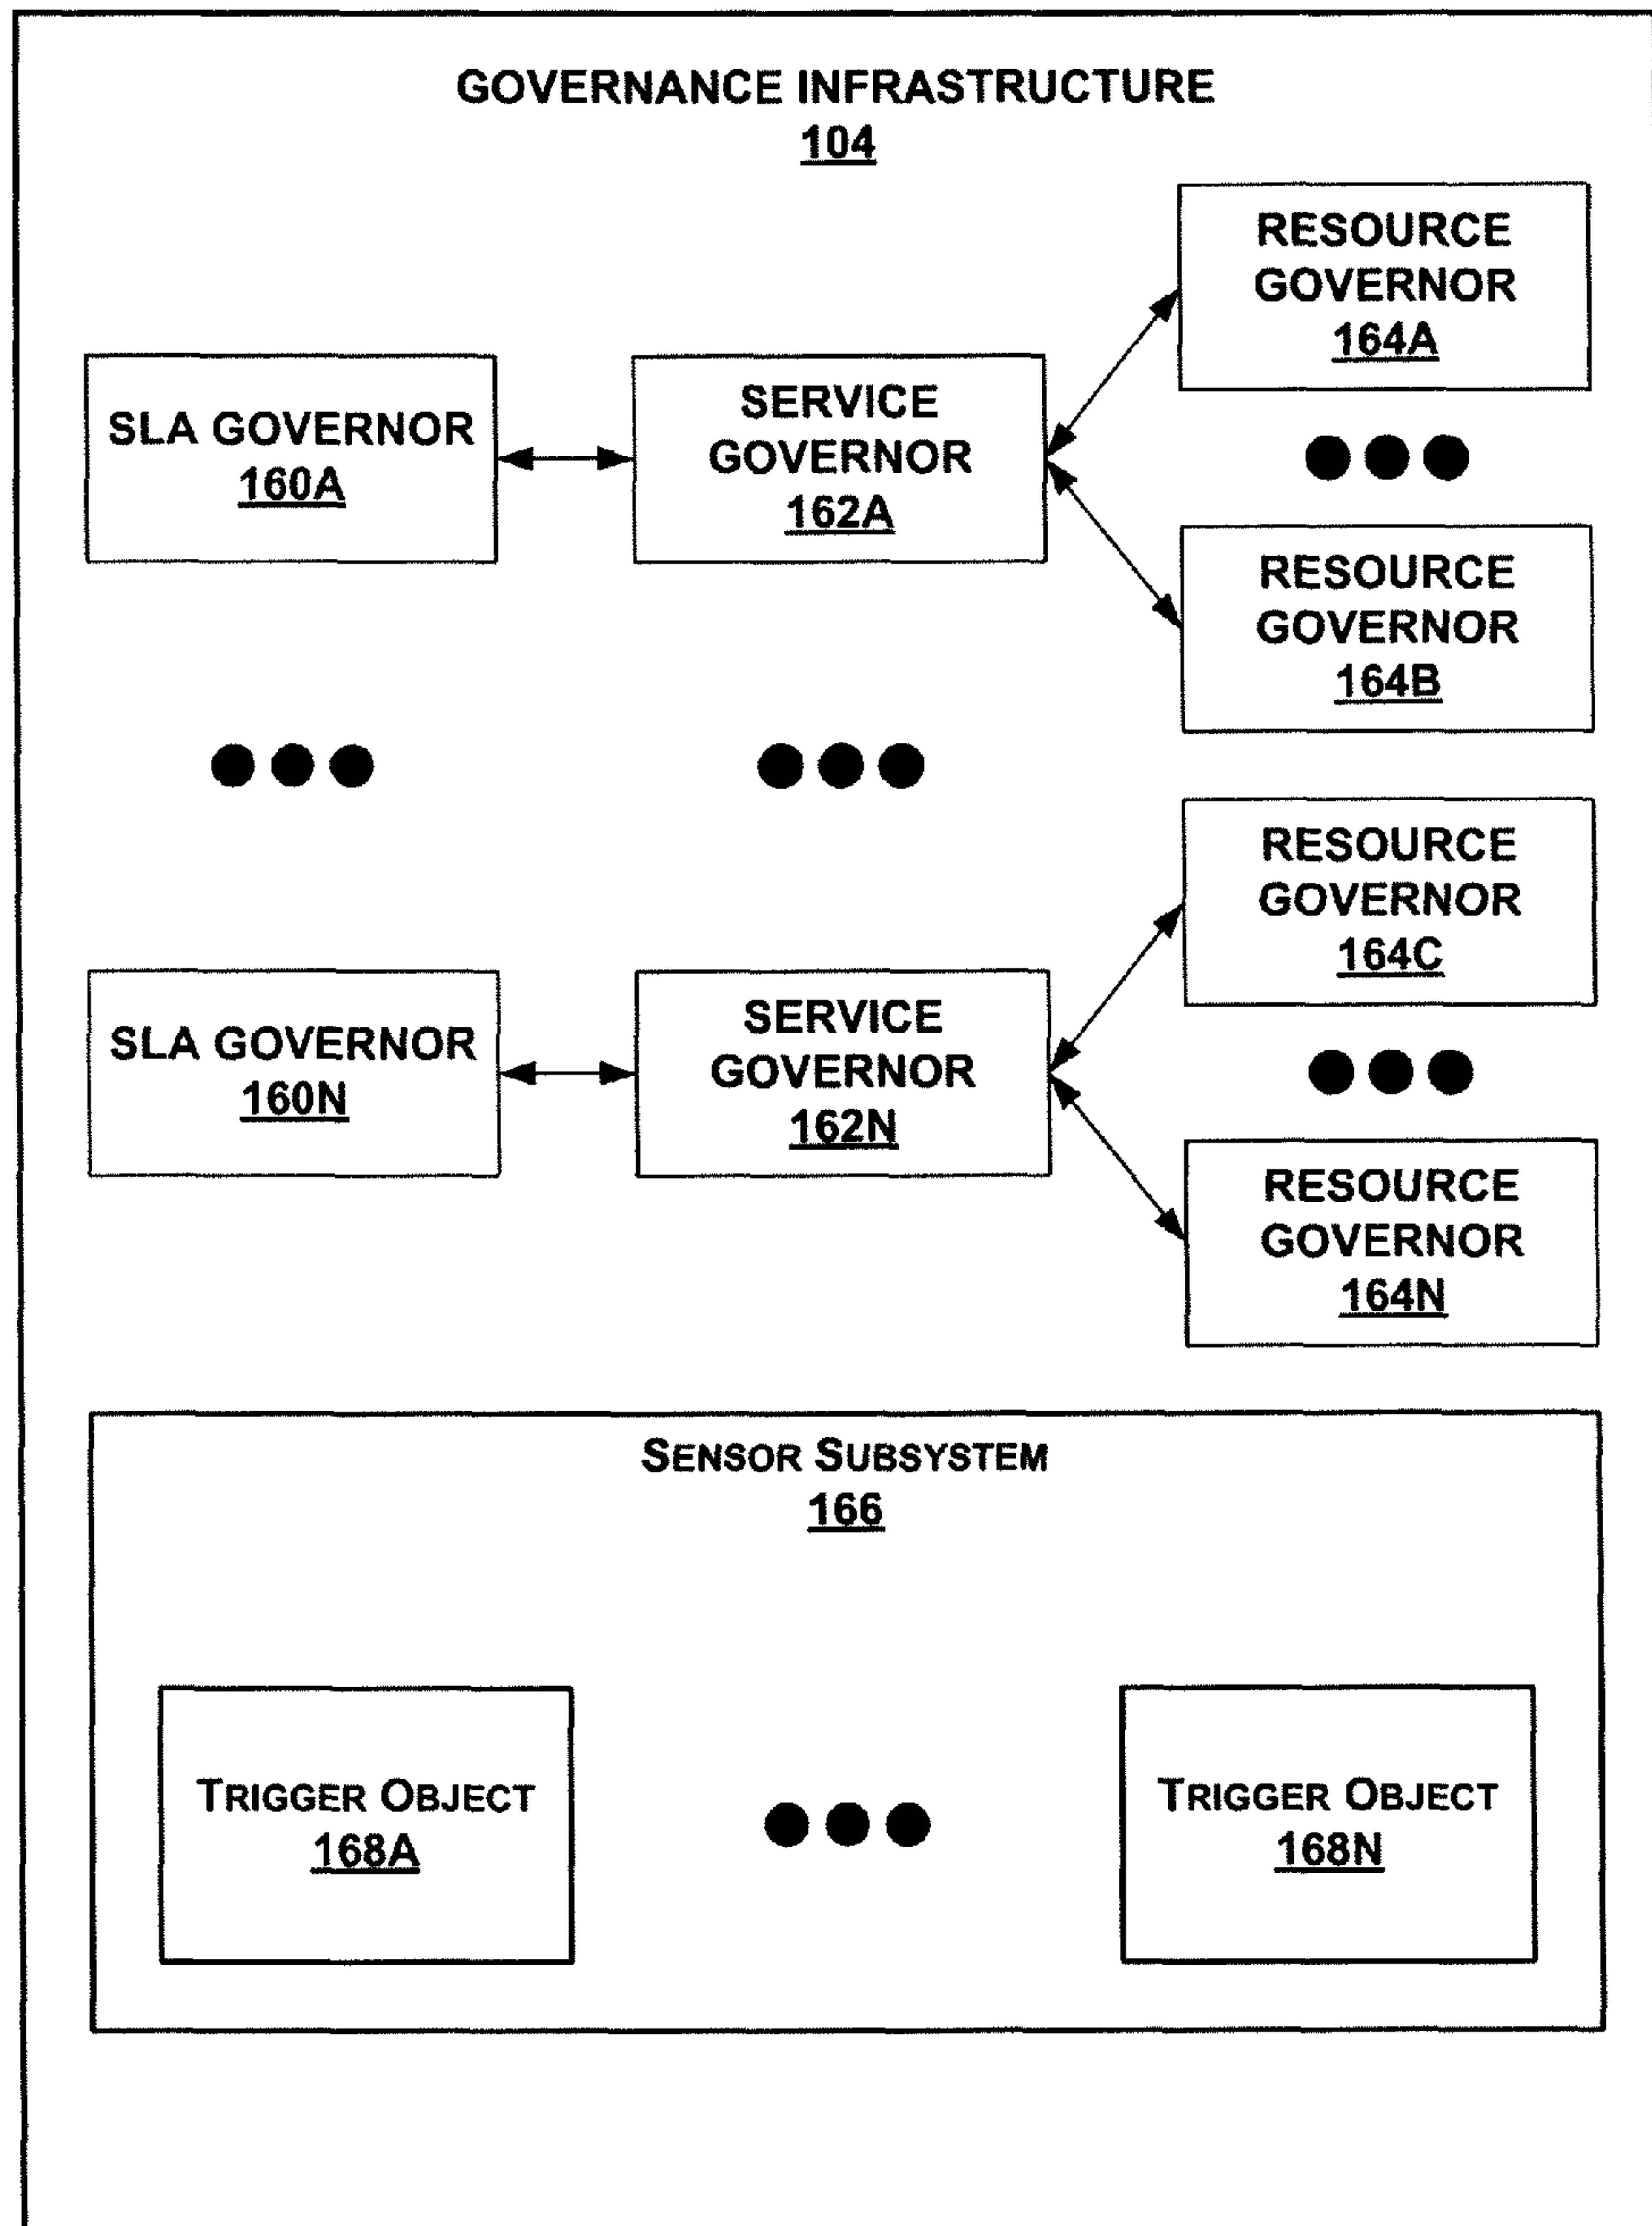 GOVERNANCE INFRASTRUCTURE
104
RESOURCE
GOVERNOR
164A
SLA GOVERNOR
160A
SERVICE
GOVERNOR
162A
RESOURCE
GOVERNOR
164B
RESOURCE
GOVERNOR
164C
SLA GOVERNOR
160N
SERVICE
GOVERNOR
162N
RESOURCE
GOVERNOR
164N
SENSOR SUBSYSTEM
166
TRIGGER OBJECT
168A
TRIGGER OBJECT
168N